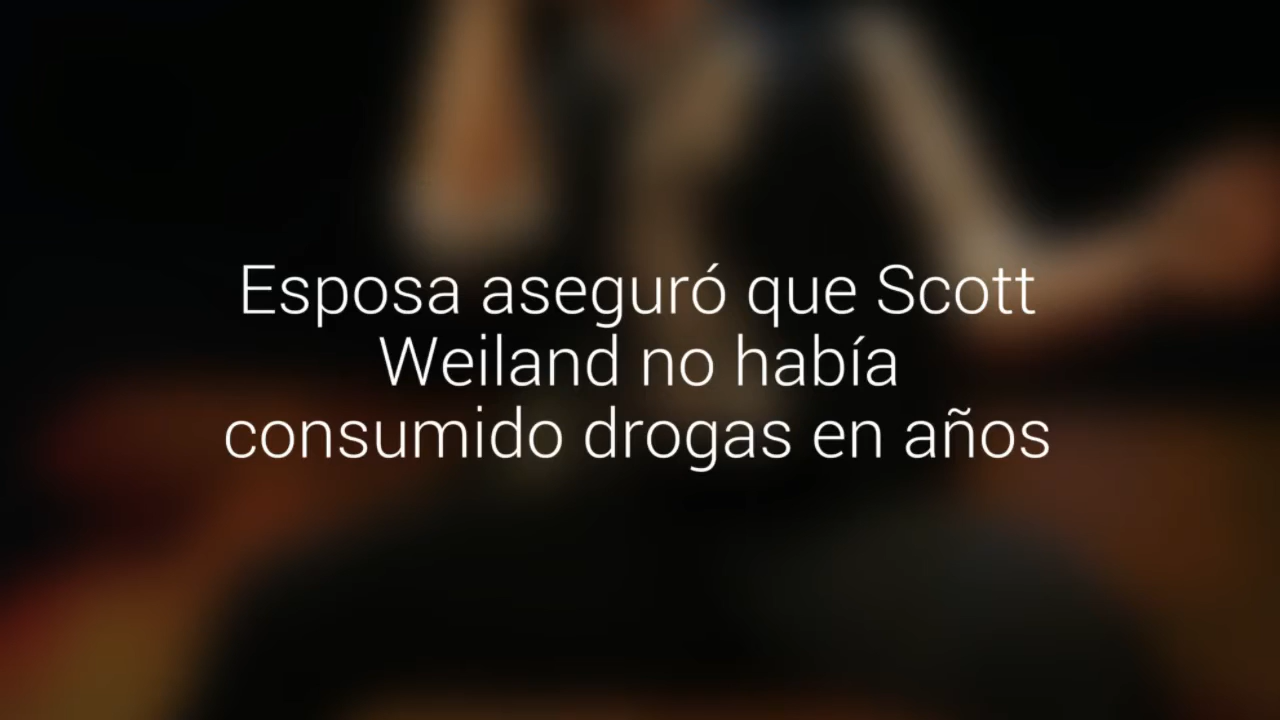 Esposa aseguró que Scott
Weiland no había
consumido drogas en años